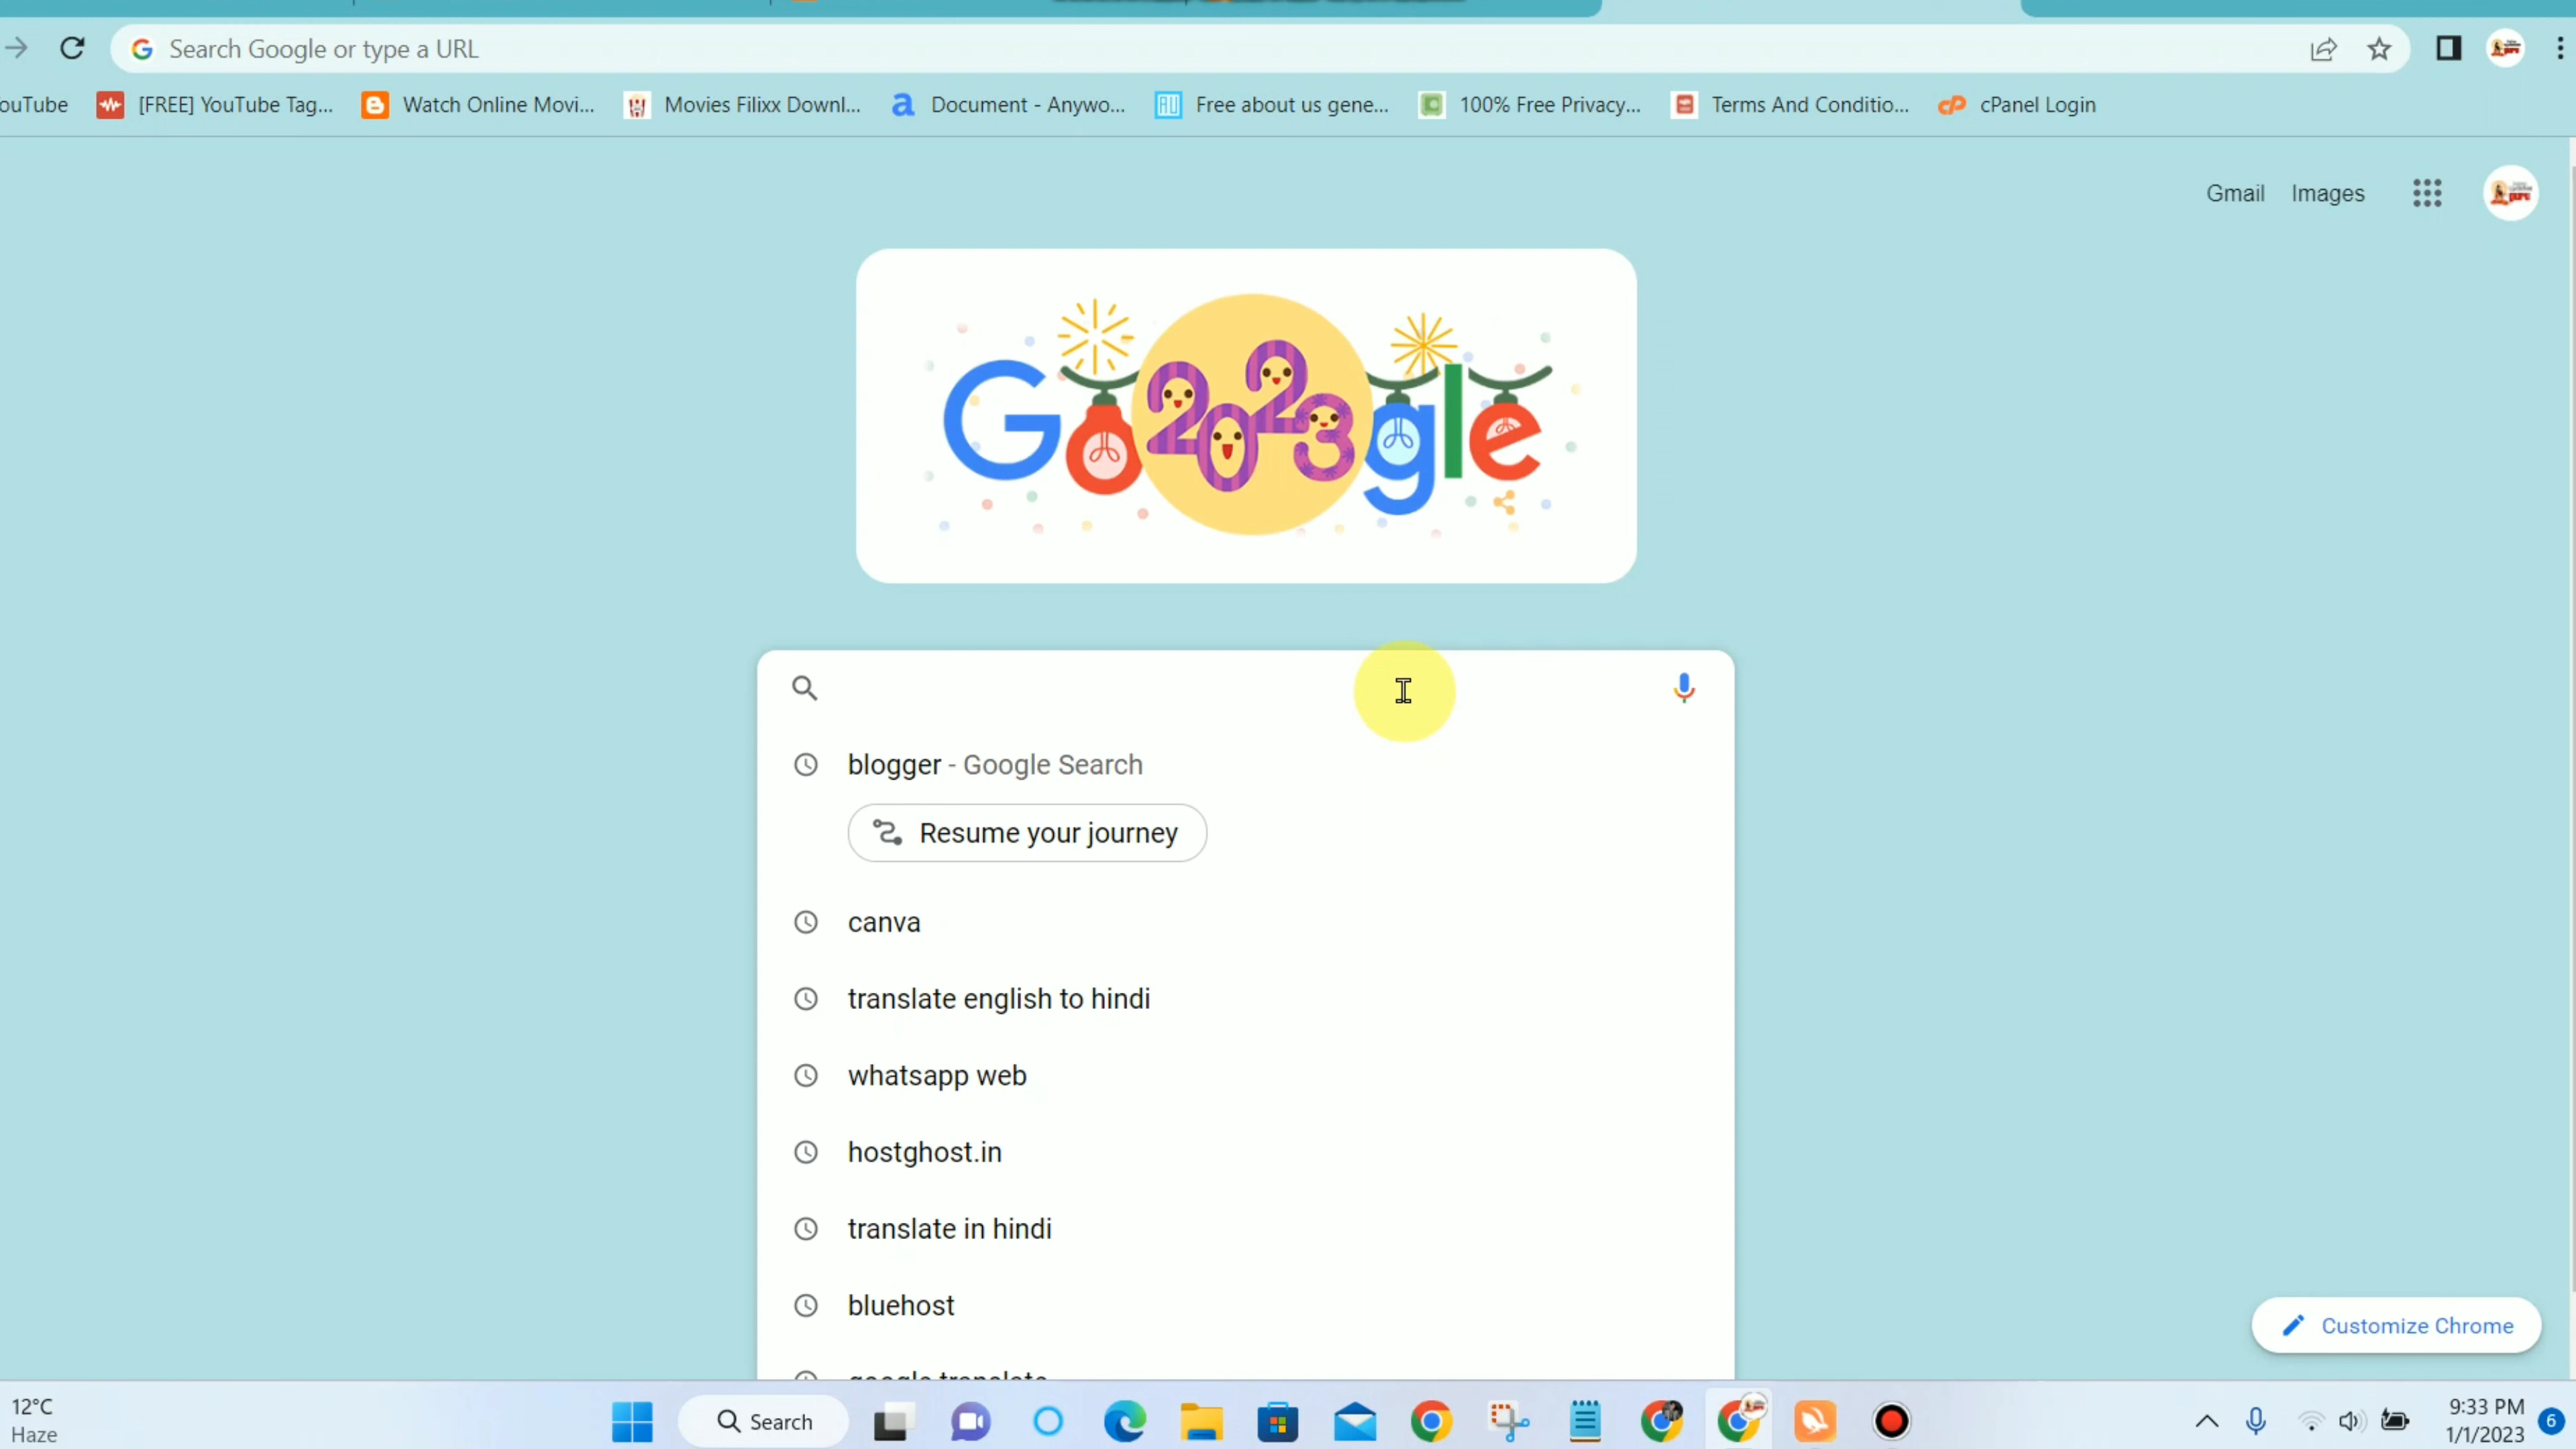 Search Google or type a URL
ouTube [FREE] YouTube Tag... Watch Online Movi... Movies Filixx Downl... Document - Anywo... Free about us gene... 100% Free Privacy... Terms And Conditio... cPanel Login
Gmail Images
Go2023gle
blogger - Google Search
Resume your journey
canva
translate english to hindi
whatsapp web
hostghost.in
translate in hindi
bluehost
google translate
Customize Chrome
12°C
Haze
Search
9:33 PM
1/1/2023
6